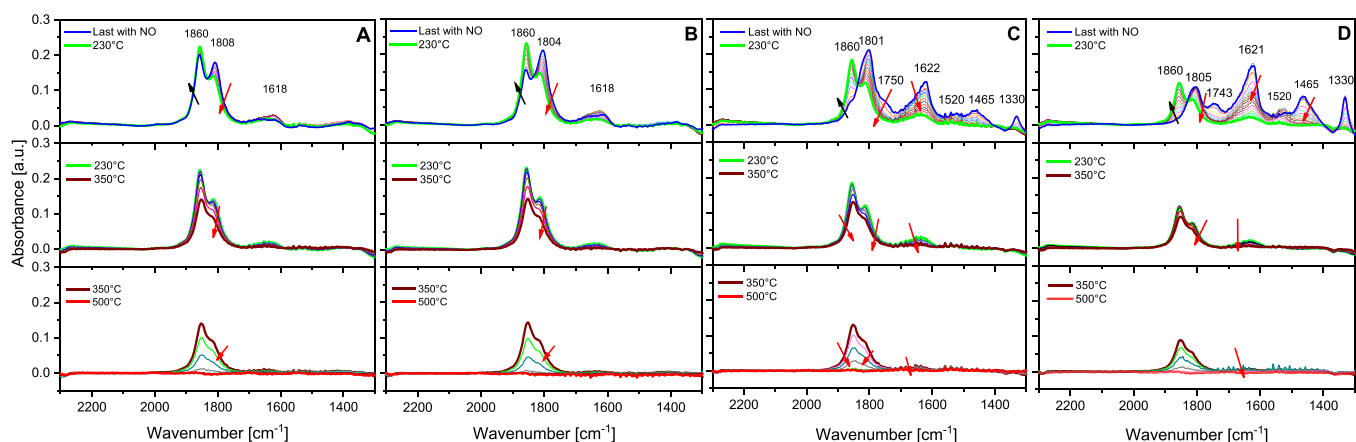 0.3
0.2
0.1
0.0
Last with NO
230°C
1860
1808
1618
A
Last with NO
230°C
1860
1804
1618
B
Last with NO
230°C
1860
1801
1750
1622
1520
1465
1330
C
Last with NO
230°C
1860
1805
1743
1621
1520
1465
1330
D
Absorbance [a.u.]
0.3
0.2
0.1
0.0
230°C
350°C
230°C
350°C
230°C
350°C
230°C
350°C
0.3
0.2
0.1
0.0
350°C
500°C
350°C
500°C
350°C
500°C
350°C
500°C
2200 2000 1800 1600 1400
2200 2000 1800 1600 1400
2200 2000 1800 1600 1400
2200 2000 1800 1600 1400
Wavenumber [cm⁻¹]
Wavenumber [cm⁻¹]
Wavenumber [cm⁻¹]
Wavenumber [cm⁻¹]